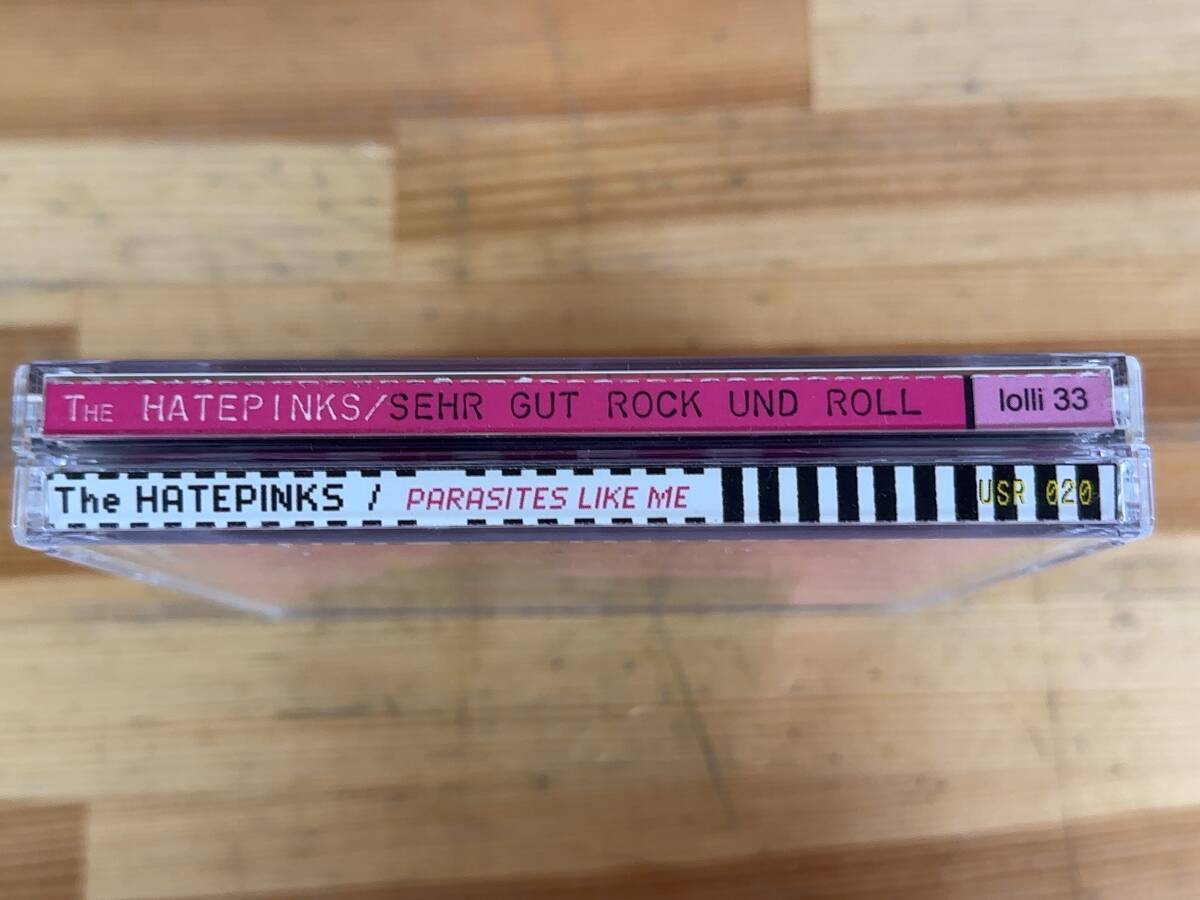 The HATEPINKS/SEHR GUT ROCK UND ROLL lolli 33
The HATEPINKS / PARASITES LIKE ME USR 020